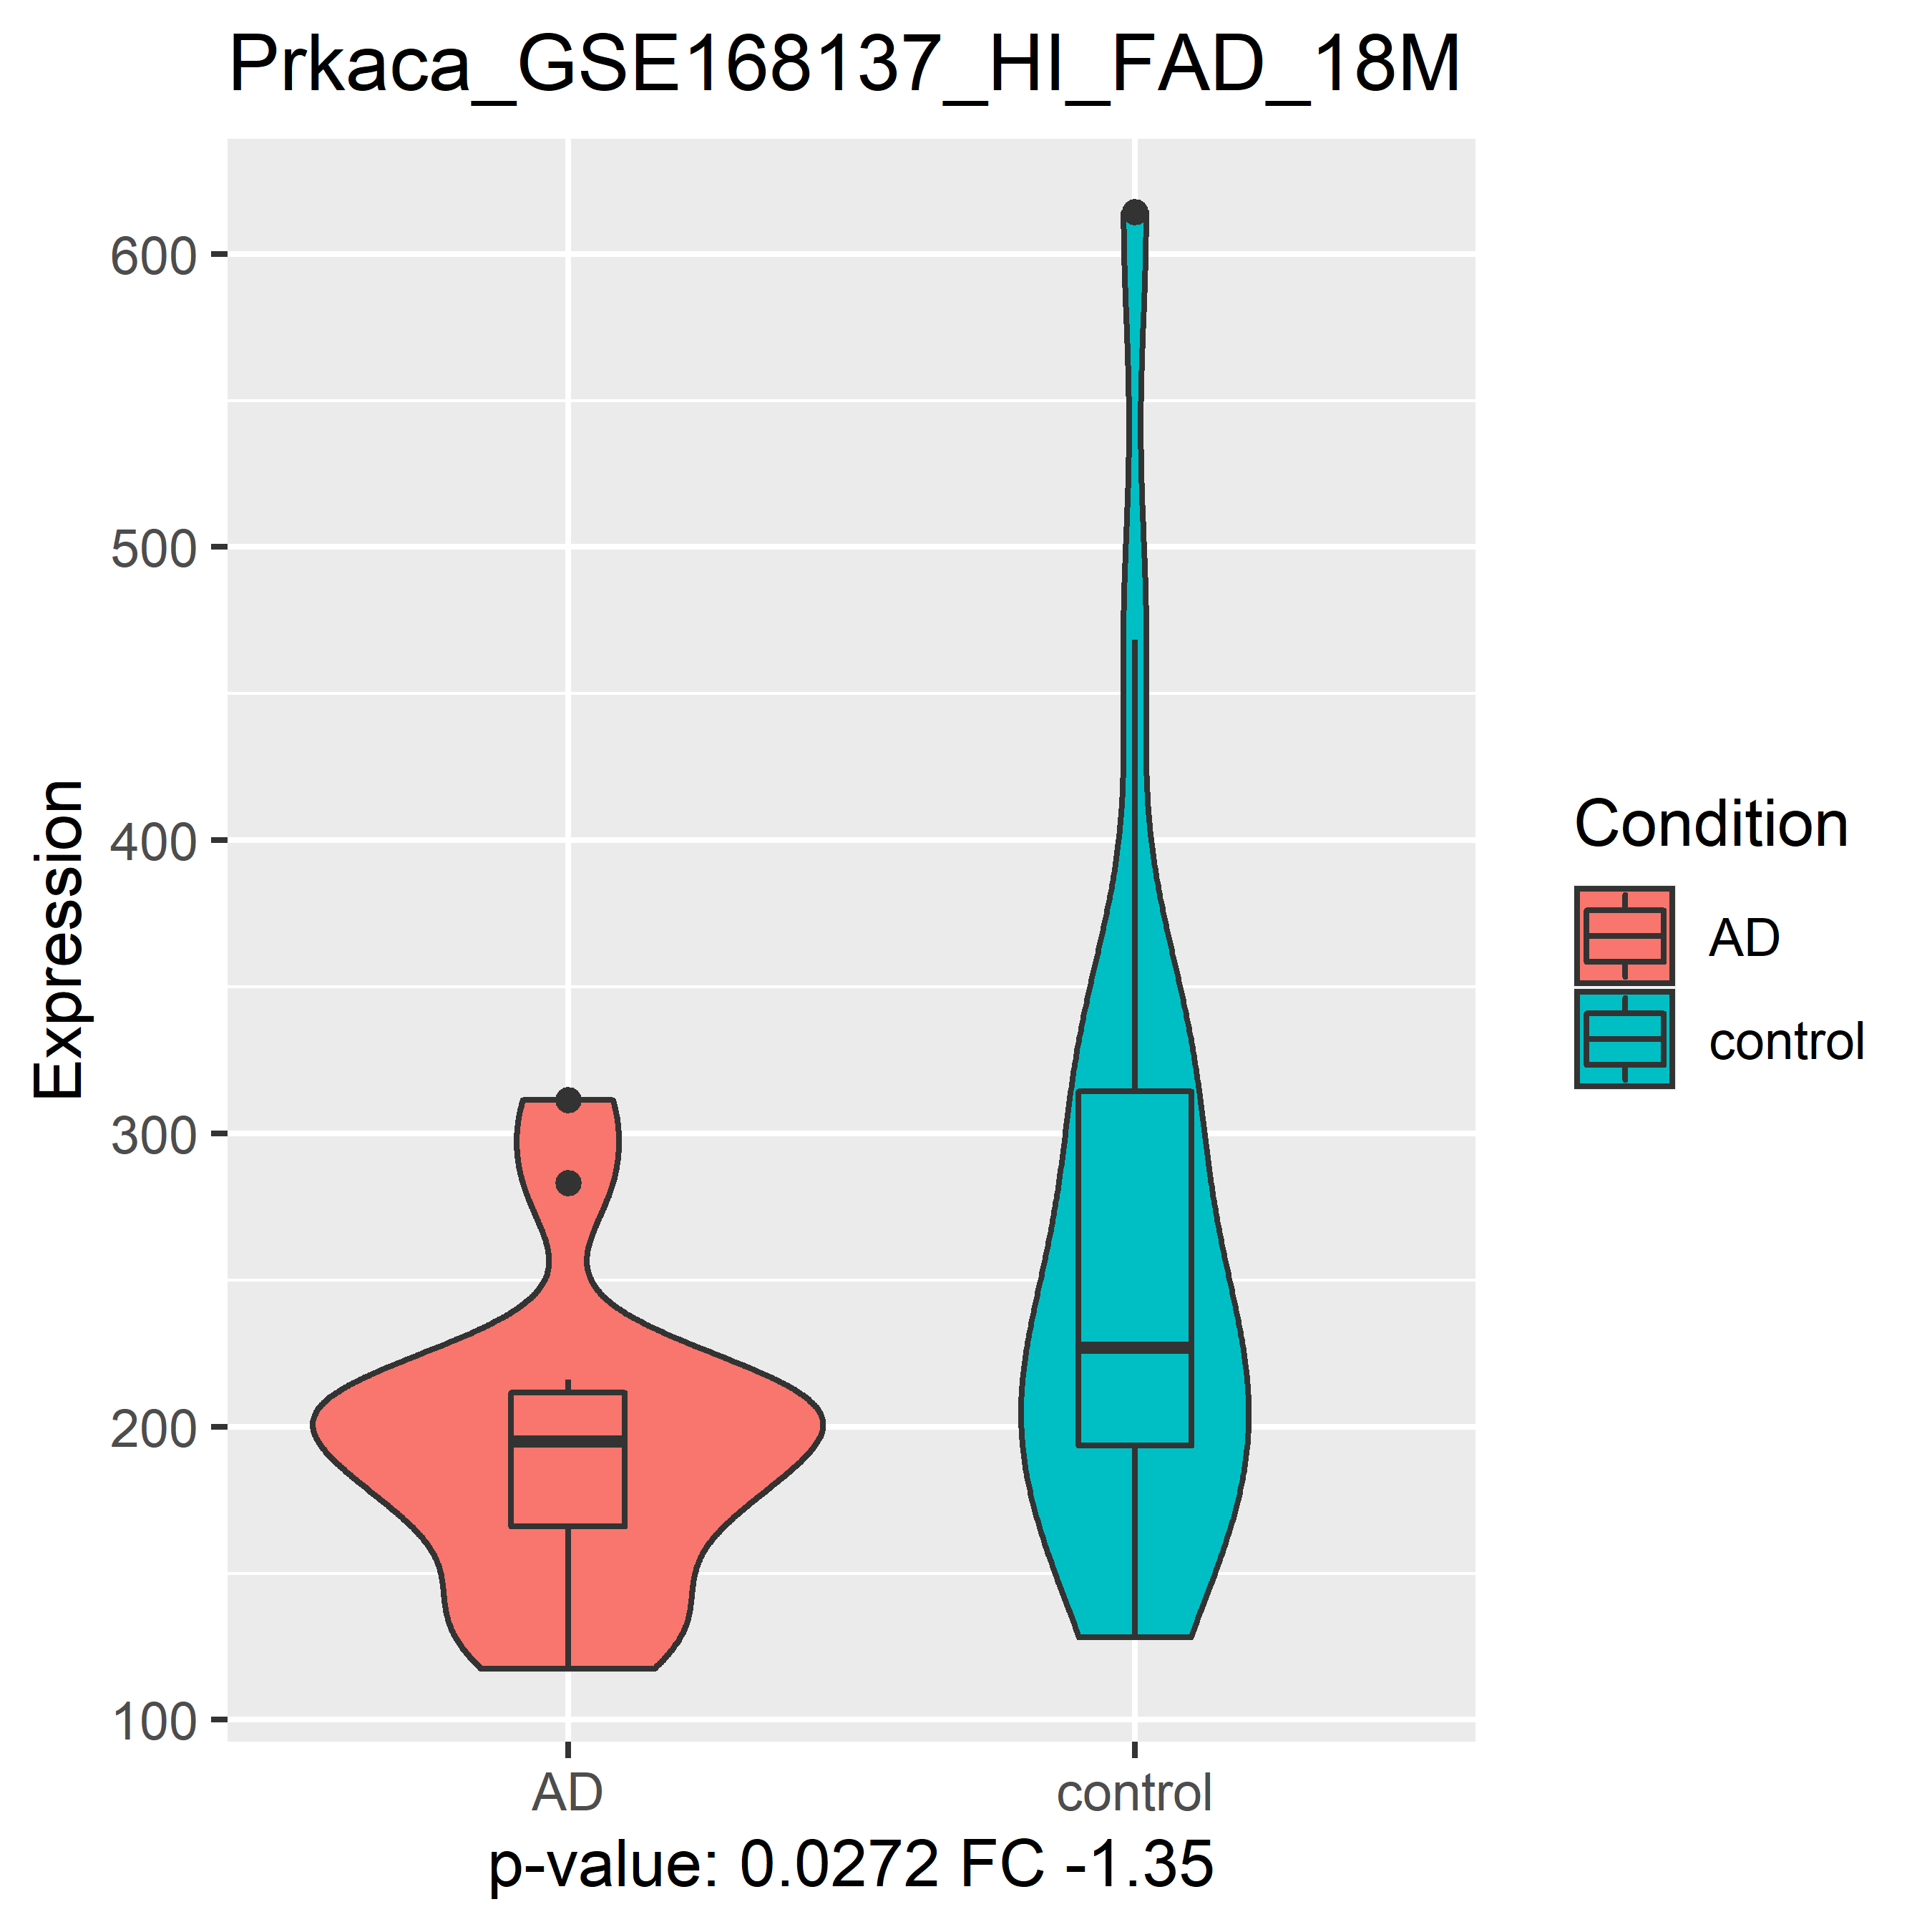 Prkaca_GSE168137_HI_FAD_18M
600
500
400
300
200
100
Expression
AD
control
p-value: 0.0272 FC -1.35
Condition
AD
control